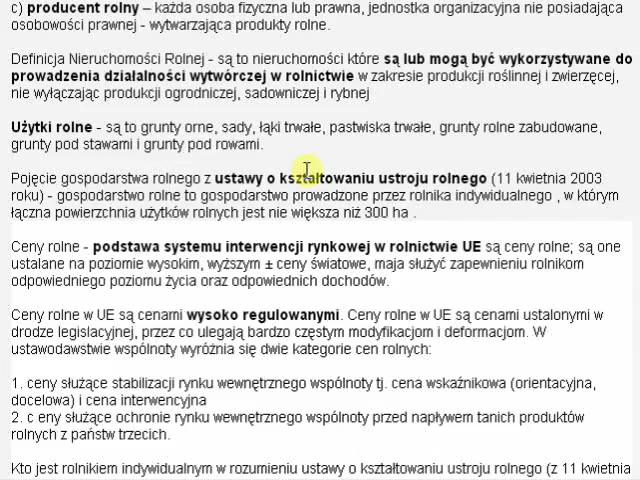 c) producent rolny – każda osoba fizyczna lub prawna, jednostka organizacyjna nie posiadająca
osobowości prawnej - wytwarzająca produkty rolne.
Definicja Nieruchomości Rolnej - są to nieruchomości które są lub mogą być wykorzystywane do
prowadzenia działalności wytwórczej w rolnictwie w zakresie produkcji roślinnej i zwierzęcej,
nie wyłączając produkcji ogrodniczej, sadowniczej i rybnej
Użytki rolne - są to grunty orne, sady, łąki trwałe, pastwiska trwałe, grunty rolne zabudowane,
grunty pod stawami i grunty pod rowami.
Pojęcie gospodarstwa rolnego z ustawy o kształtowaniu ustroju rolnego (11 kwietnia 2003
roku) - gospodarstwo rolne to gospodarstwo prowadzone przez rolnika indywidualnego , w którym
łączna powierzchnia użytków rolnych jest nie większa niż 300 ha .
Ceny rolne - podstawa systemu interwencji rynkowej w rolnictwie UE są ceny rolne; są one
ustalane na poziomie wysokim, wyższym ± ceny światowe, maja służyć zapewnieniu rolnikom
odpowiedniego poziomu życia oraz odpowiednich dochodów.
Ceny rolne w UE są cenami wysoko regulowanymi. Ceny rolne w UE są cenami ustalonymi w
drodze legislacyjnej, przez co ulegają bardzo częstym modyfikacjom i deformacjom. W
ustawodawstwie wspólnoty wyróżnia się dwie kategorie cen rolnych:
1. ceny służące stabilizacji rynku wewnętrznego wspólnoty tj. cena wskaźnikowa (orientacyjna,
docelowa) i cena interwencyjna
2. c eny służące ochronie rynku wewnętrznego wspólnoty przed napływem tanich produktów
rolnych z państw trzecich.
Kto jest rolnikiem indywidualnym w rozumieniu ustawy o kształtowaniu ustroju rolnego (z 11 kwietnia